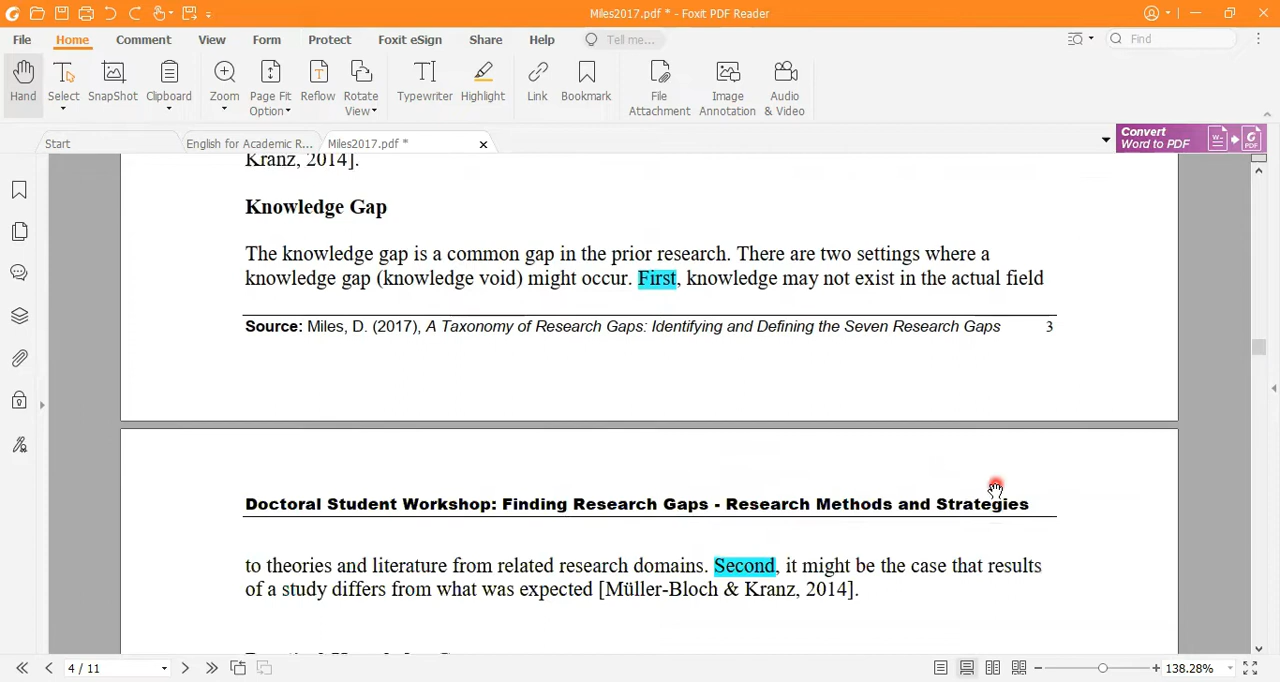 Miles2017.pdf * - Foxit PDF Reader
File Home Comment View Form Protect Foxit eSign Share Help Tell me... Find
Hand Select SnapShot Clipboard Zoom Page Fit Option Reflow Rotate View Typewriter Highlight Link Bookmark File Attachment Image Annotation Audio & Video
Start English for Academic R... Miles2017.pdf * Convert Word to PDF
Kranz, 2014].
Knowledge Gap
The knowledge gap is a common gap in the prior research. There are two settings where a
knowledge gap (knowledge void) might occur. First, knowledge may not exist in the actual field
Source: Miles, D. (2017), A Taxonomy of Research Gaps: Identifying and Defining the Seven Research Gaps 3
Doctoral Student Workshop: Finding Research Gaps - Research Methods and Strategies
to theories and literature from related research domains. Second, it might be the case that results
of a study differs from what was expected [Müller-Bloch & Kranz, 2014].
4 / 11 138.28%